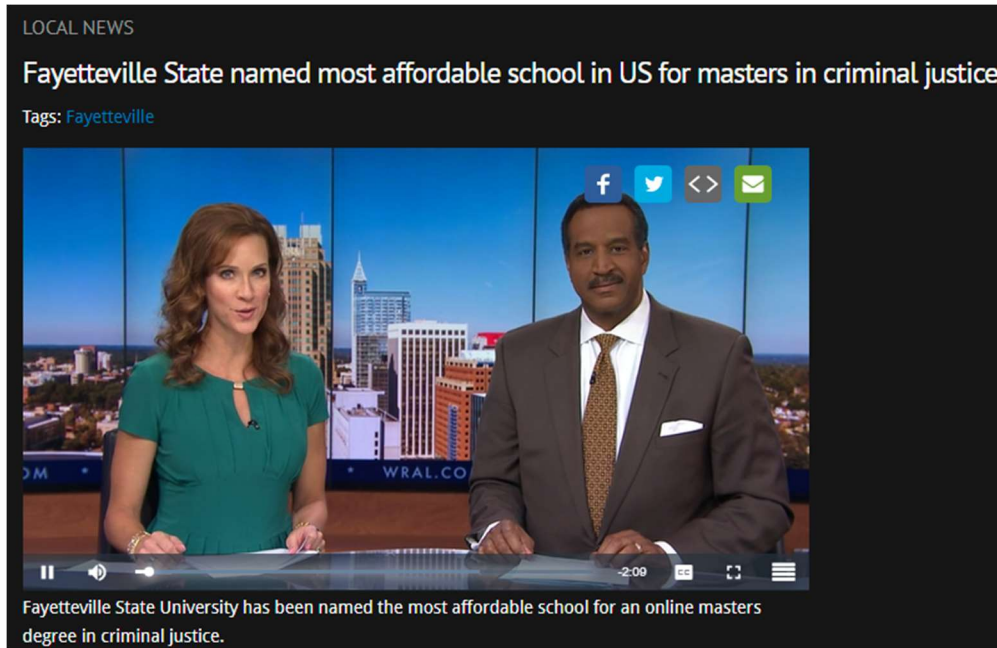 LOCAL NEWS
Fayetteville State named most affordable school in US for masters in criminal justice
Tags: Fayetteville
WRAL.CO
-2:09
CC
Fayetteville State University has been named the most affordable school for an online masters
degree in criminal justice.